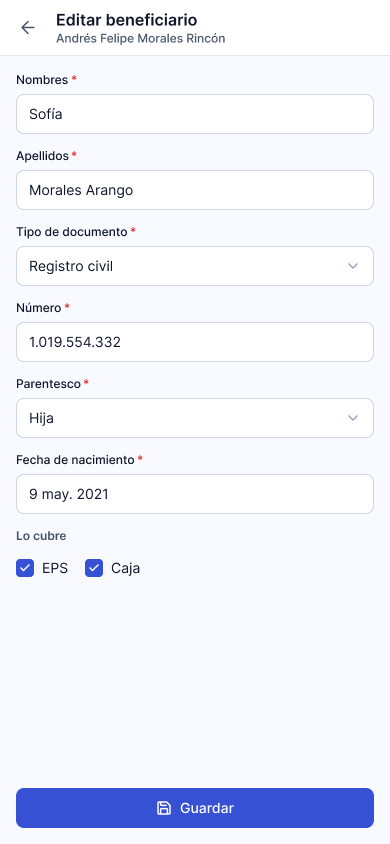 Editar beneficiario
Andrés Felipe Morales Rincón
Nombres *
Sofía
Apellidos *
Morales Arango
Tipo de documento *
Registro civil
Número *
1.019.554.332
Parentesco *
Hija
Fecha de nacimiento *
9 may. 2021
Lo cubre
EPS Caja
Guardar